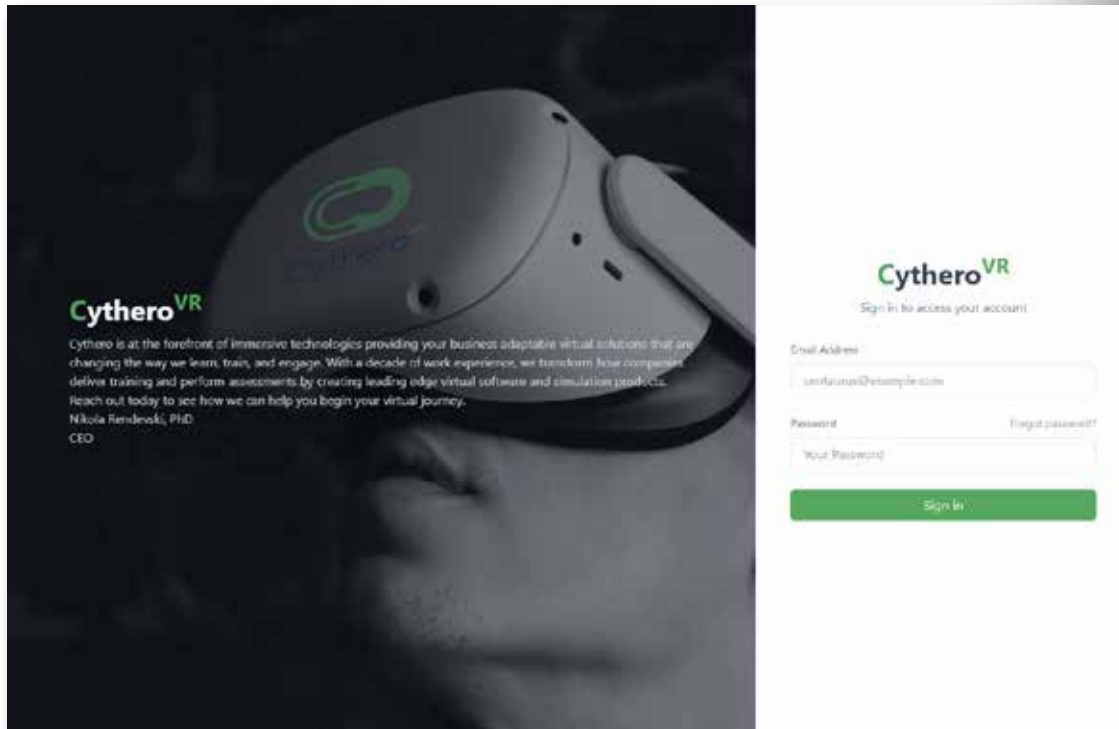 Cythero
CytheroVR
Cythero is at the forefront of immersive technologies providing your business adaptable virtual solutions that are
changing the way we learn, train, and engage. With a decade of work experience, we transform how companies
deliver training and perform assessments by creating leading edge virtual software and simulation products.
Reach out today to see how we can help you begin your virtual journey.
Nikola Rendevski, PhD
CEO
CytheroVR
Sign in to access your account
Email Address
Password Forgot password?
Your Password
Sign in